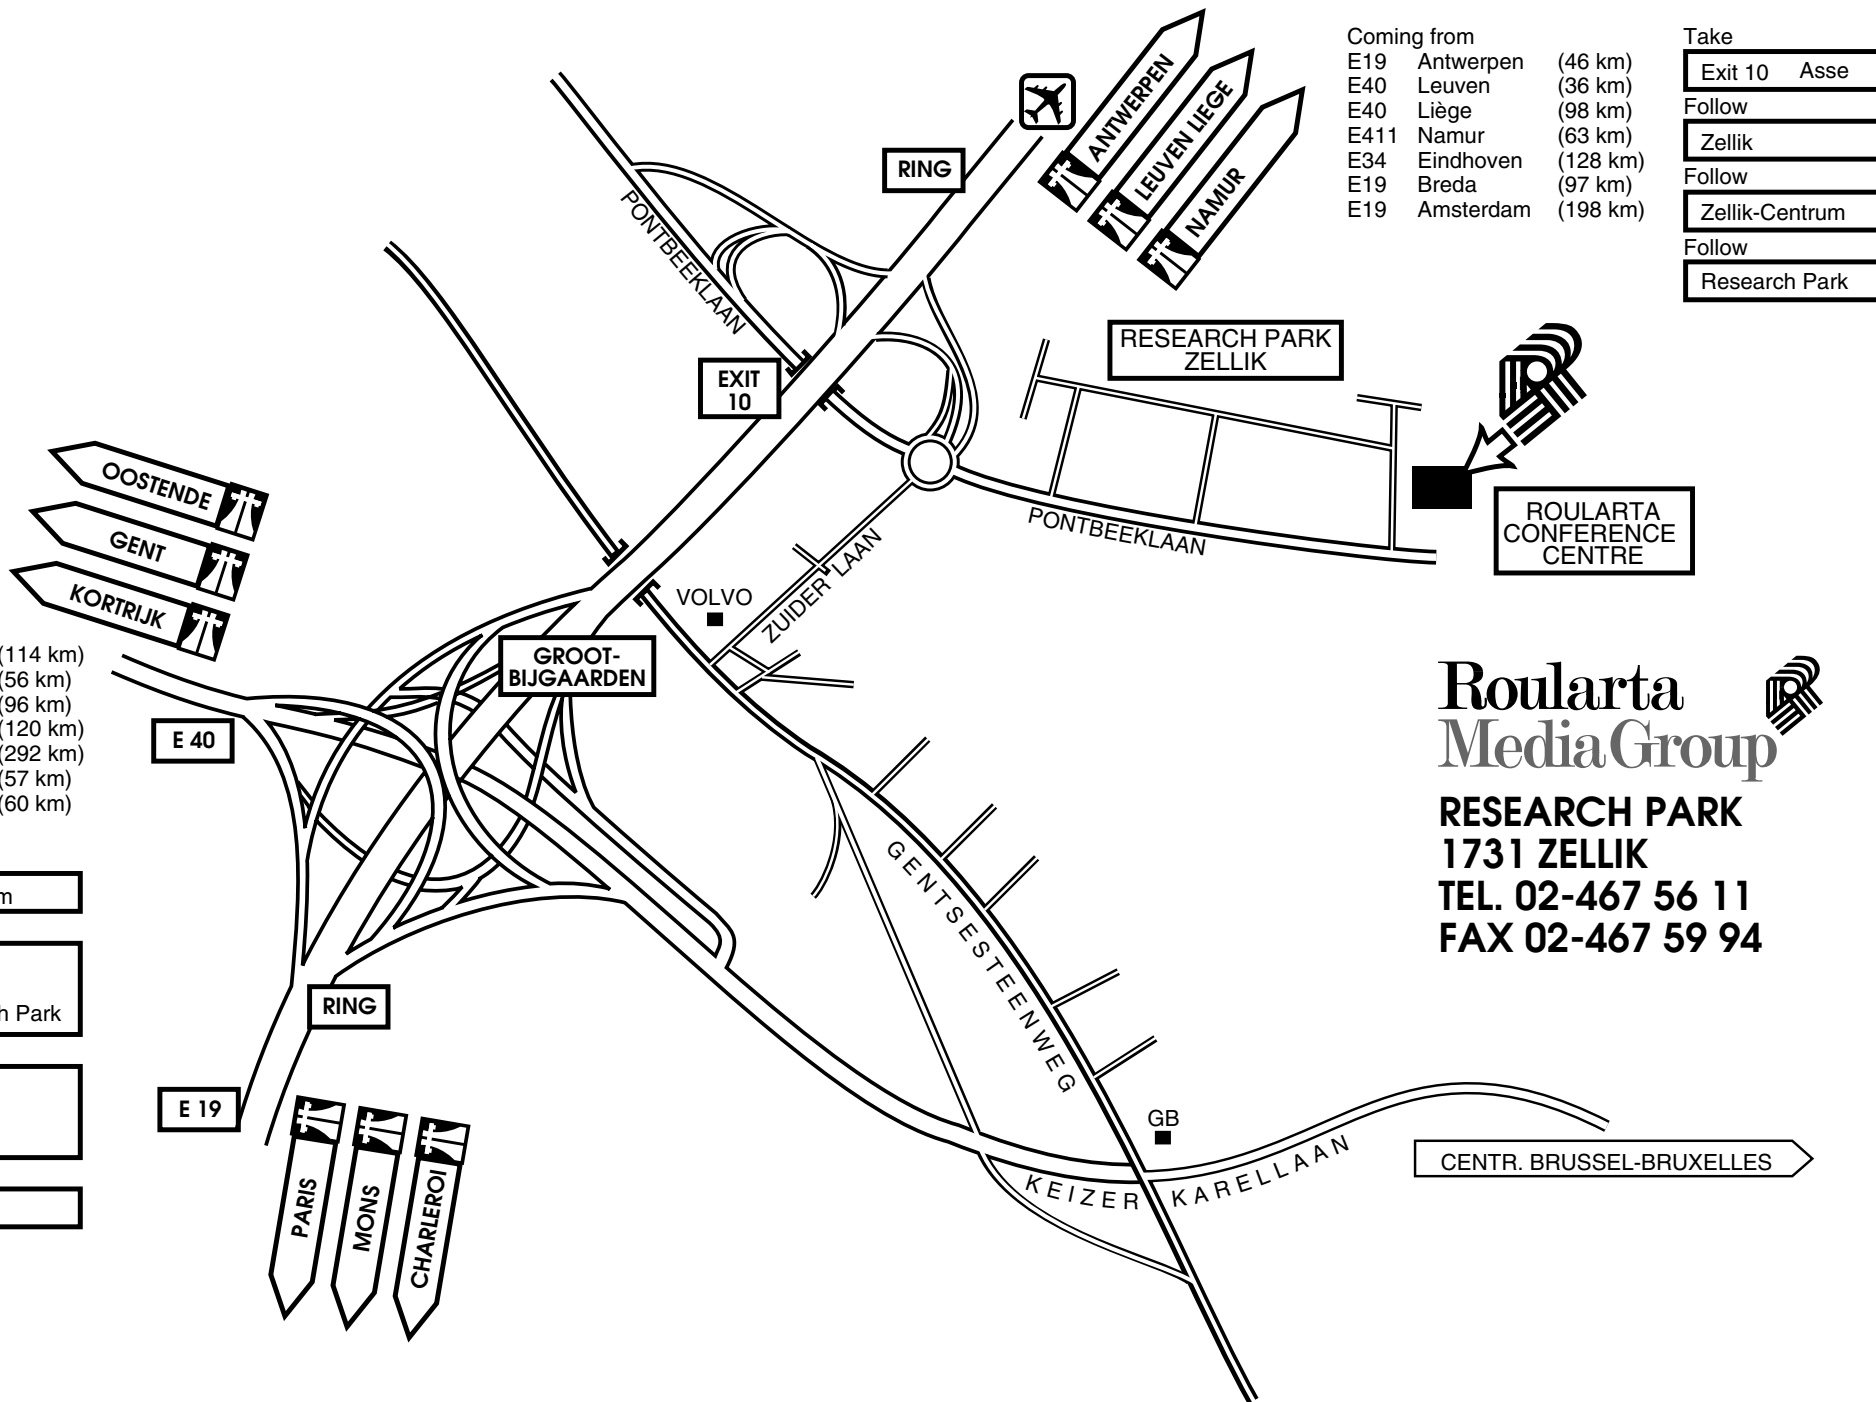 Coming from
E19 Antwerpen (46 km)
E40 Leuven (36 km)
E40 Liège (98 km)
E411 Namur (63 km)
E34 Eindhoven (128 km)
E19 Breda (97 km)
E19 Amsterdam (198 km)
Take
Exit 10 Asse
Follow
Zellik
Follow
Zellik-Centrum
Follow
Research Park
ANTWERPEN
LEUVEN LIEGE
NAMUR
RING
PONTBEEKLAAN
EXIT
10
RESEARCH PARK
ZELLIK
ROULARTA
CONFERENCE
CENTRE
PONTBEEKLAAN
ZUIDER LAAN
VOLVO
OOSTENDE
GENT
KORTRIJK
GROOT-
BIJGAARDEN
(114 km)
(56 km)
(96 km)
(120 km)
(292 km)
(57 km)
(60 km)
E 40
m
h Park
Roularta
Media Group
RESEARCH PARK
1731 ZELLIK
TEL. 02-467 56 11
FAX 02-467 59 94
GENTSESTEENWEG
RING
E 19
PARIS
MONS
CHARLEROI
GB
KEIZER KARELLAAN
CENTR. BRUSSEL-BRUXELLES